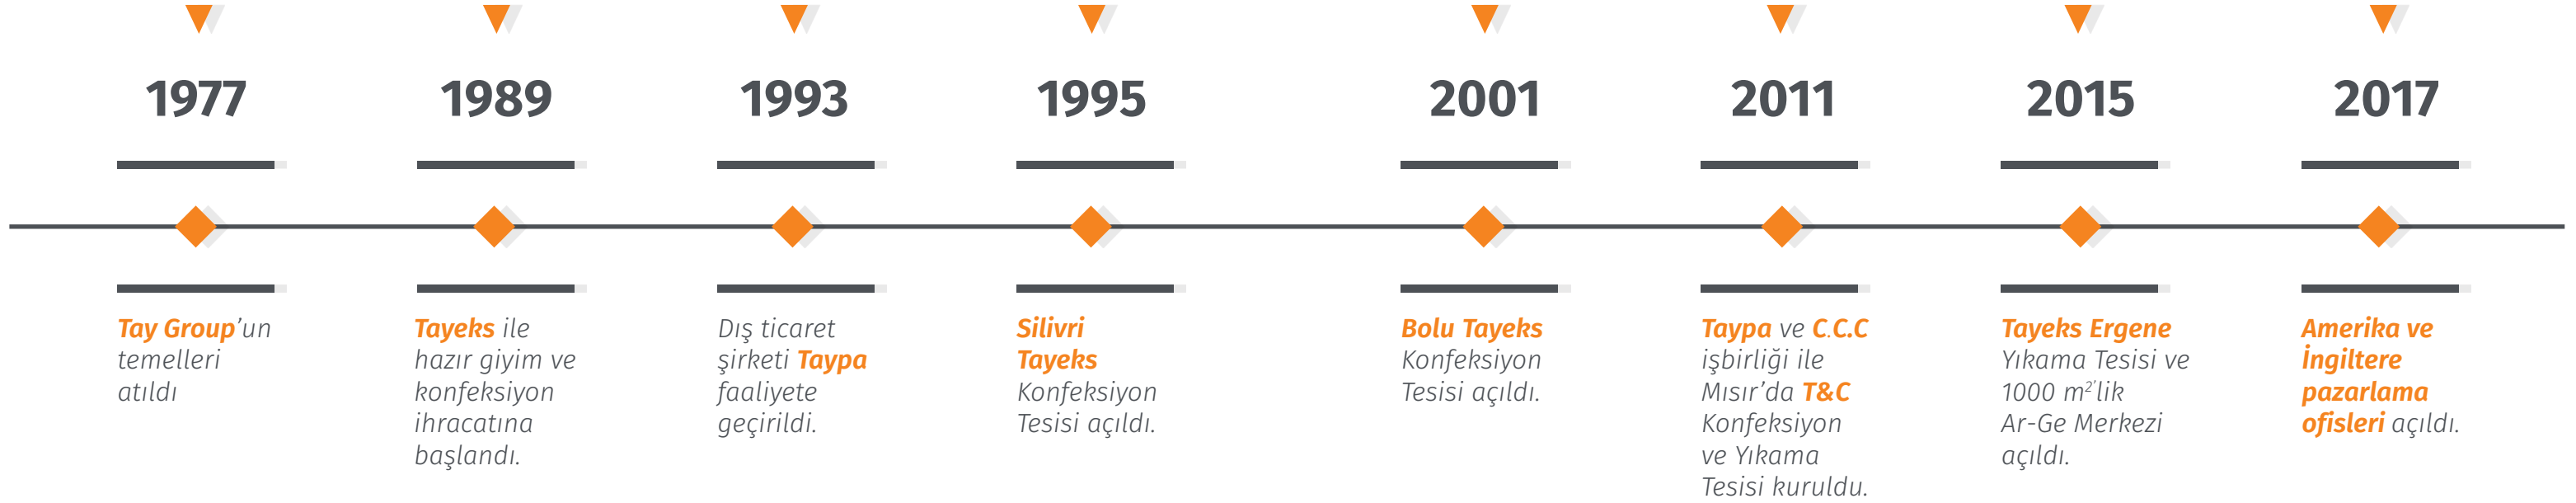 1977
Tay Group’un
temelleri
atıldı
1989
Tayeks ile
hazır giyim ve
konfeksiyon
ihracatına
başlandı.
1993
Dış ticaret
şirketi Taypa
faaliyete
geçirildi.
1995
Silivri
Tayeks
Konfeksiyon
Tesisi açıldı.
2001
Bolu Tayeks
Konfeksiyon
Tesisi açıldı.
2011
Taypa ve C.C.C
işbirliği ile
Mısır’da T&C
Konfeksiyon
ve Yıkama
Tesisi kuruldu.
2015
Tayeks Ergene
Yıkama Tesisi ve
1000 m²’lik
Ar-Ge Merkezi
açıldı.
2017
Amerika ve
İngiltere
pazarlama
ofisleri açıldı.